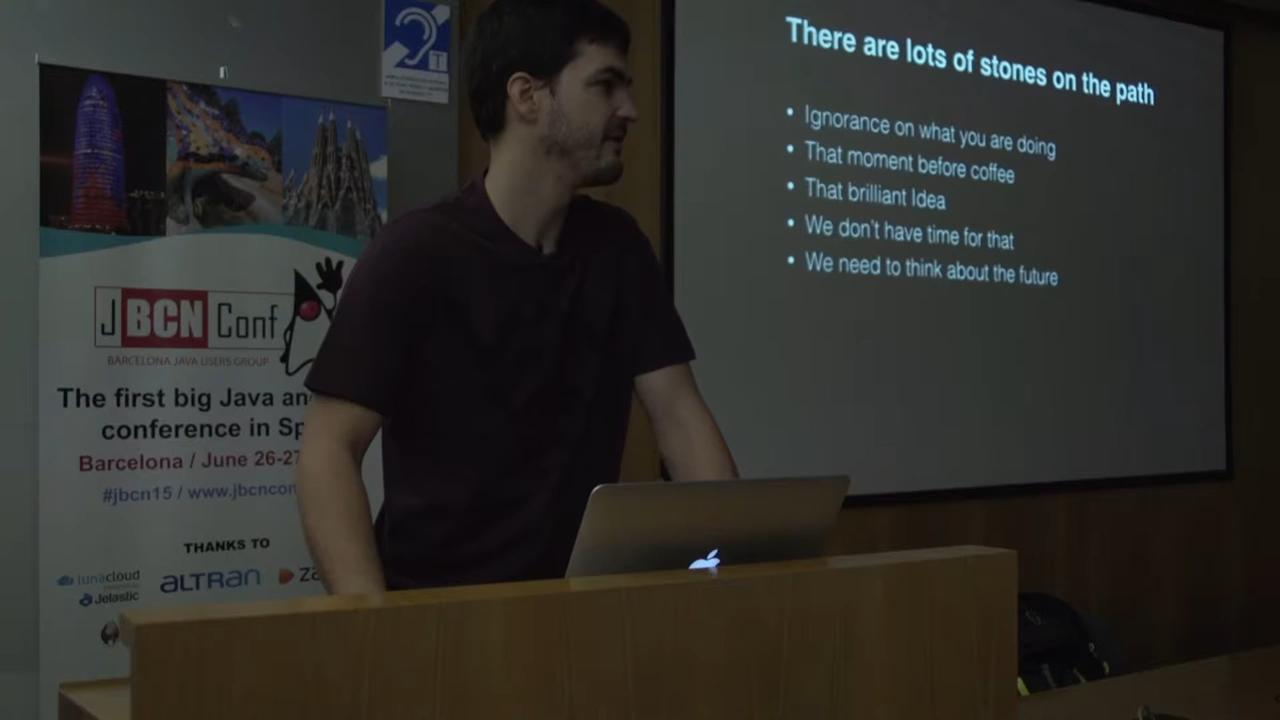 There are lots of stones on the path
• Ignorance on what you are doing
• That moment before coffee
• That brilliant Idea
• We don't have time for that
• We need to think about the future
T
JBCNConf
BARCELONA JAVA USERS GROUP
The first big Java an
conference in Sp
Barcelona / June 26-27
#jbcn15 / www.jbcncon
THANKS TO
lunacloud
Jelastic
ALTRAN
za